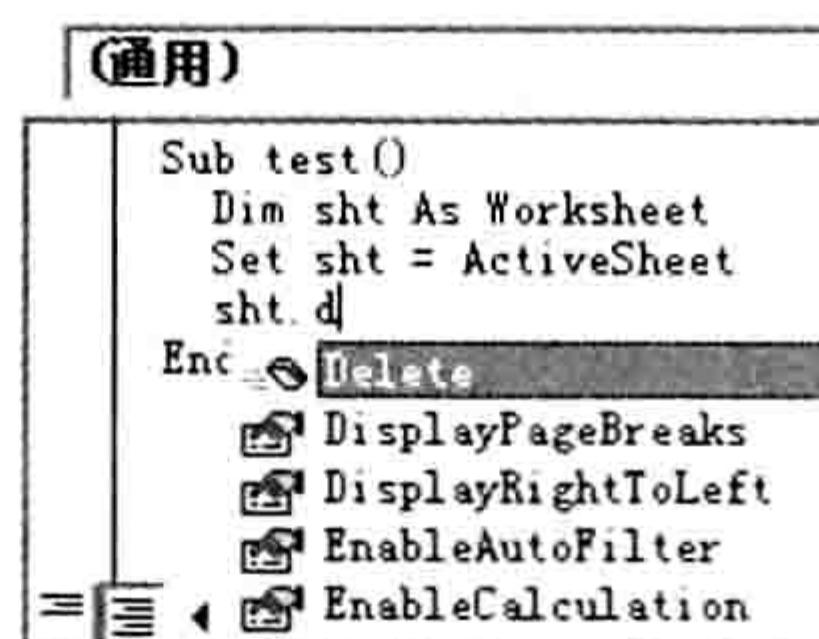 (通用)
Sub test()
Dim sht As Worksheet
Set sht = ActiveSheet
sht.d
Enc
Delete
DisplayPageBreaks
DisplayRightToLeft
EnableAutoFilter
EnableCalculation